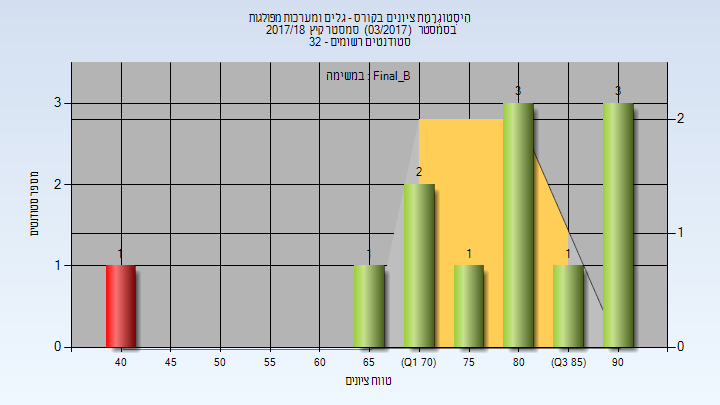 היסטוגרמת ציונים בקורס - גלים ומערכות מפולגות
בסמסטר (03/2017) סמסטר קיץ 2017/18
סטודנטים רשומים - 32
במשימה : Final_B
מספר סטודנטים
3
2
1
0
2
1
0
1
1
2
1
3
1
3
40 45 50 55 60 65 (Q1 70) 75 80 (Q3 85) 90
טווח ציונים